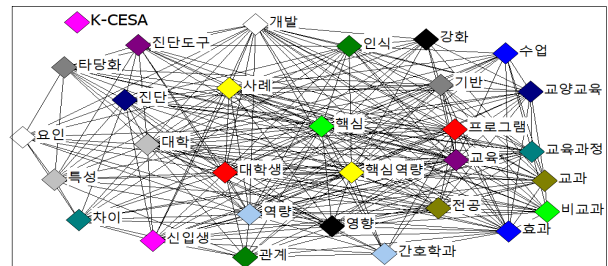 K-CESA
개발
진단도구
인식
강화
수업
타당화
사례
기반
교양교육
진단
핵심
프로그램
요인
대학
교육과정
교육
특성
대학생
핵심역량
교과
차이
역량
전공
비교과
신입생
영향
효과
관계
간호학과